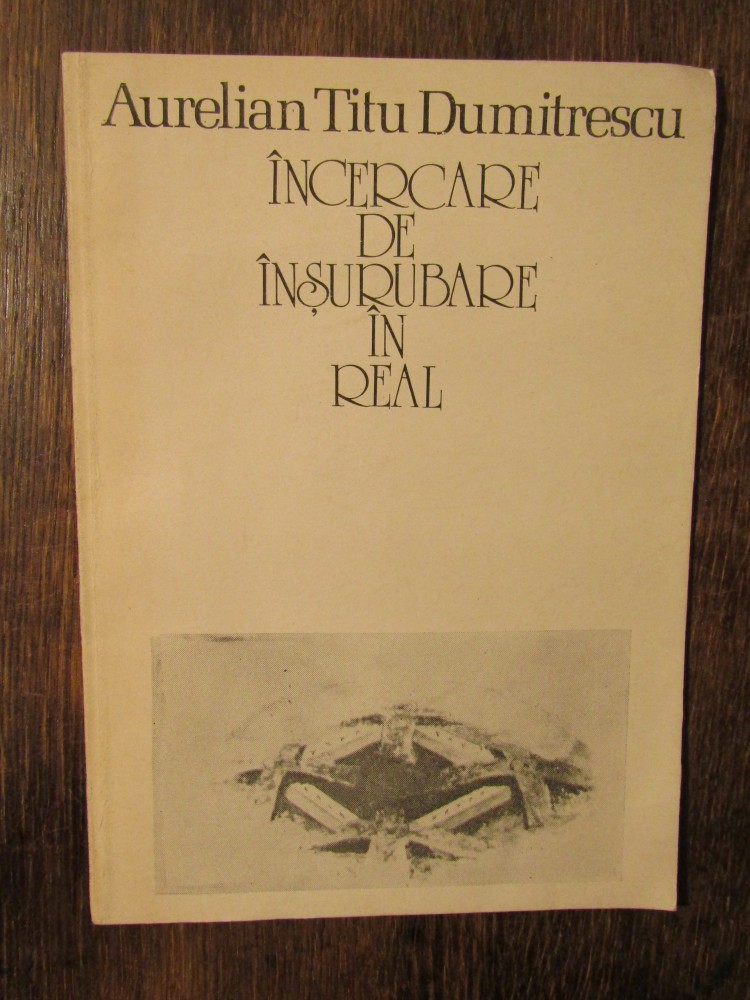 Aurelian Titu Dumitrescu
ÎNCERCARE
DE
ÎNȘURUBARE
ÎN
REAL